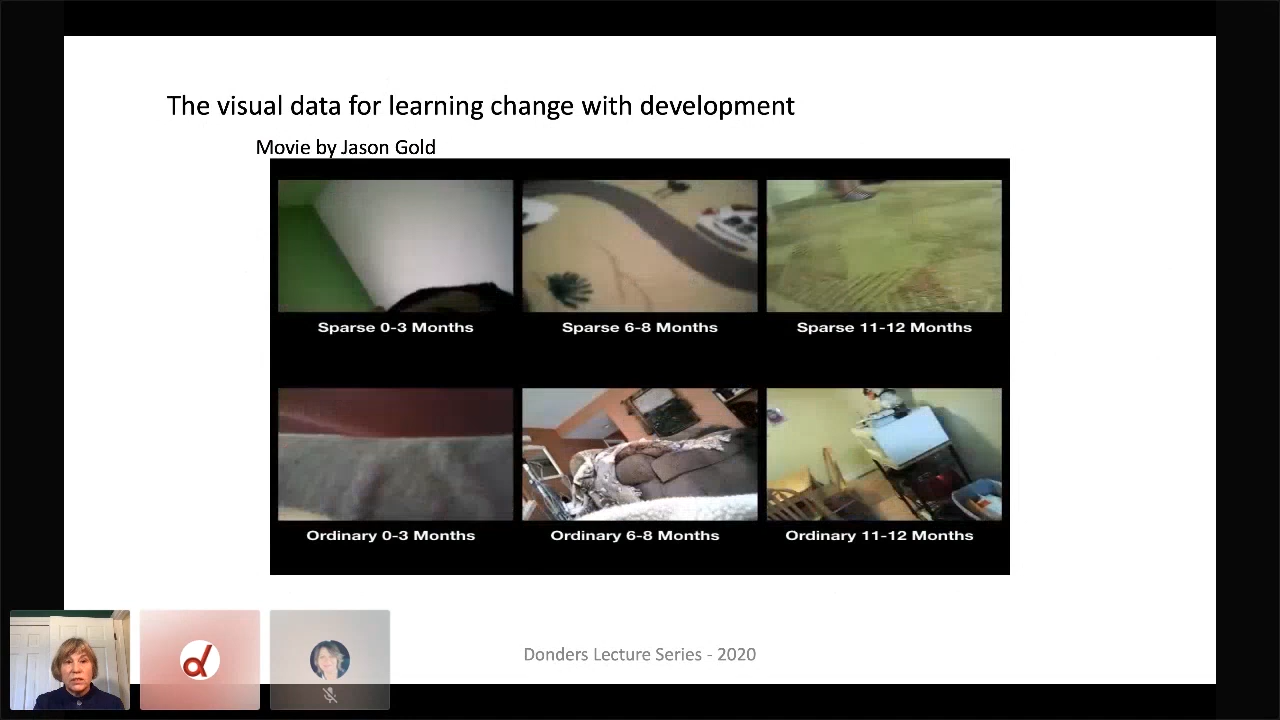 The visual data for learning change with development
Movie by Jason Gold
Sparse 0-3 Months
Sparse 6-8 Months
Sparse 11-12 Months
Ordinary 0-3 Months
Ordinary 6-8 Months
Ordinary 11-12 Months
Donders Lecture Series - 2020